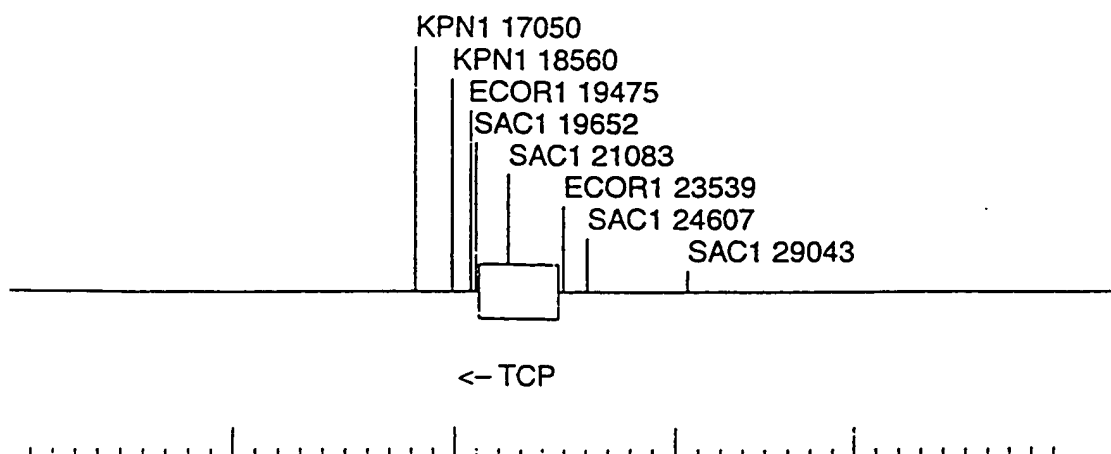 KPN1 17050
KPN1 18560
ECOR1 19475
SAC1 19652
SAC1 21083
ECOR1 23539
SAC1 24607
SAC1 29043
<– TCP